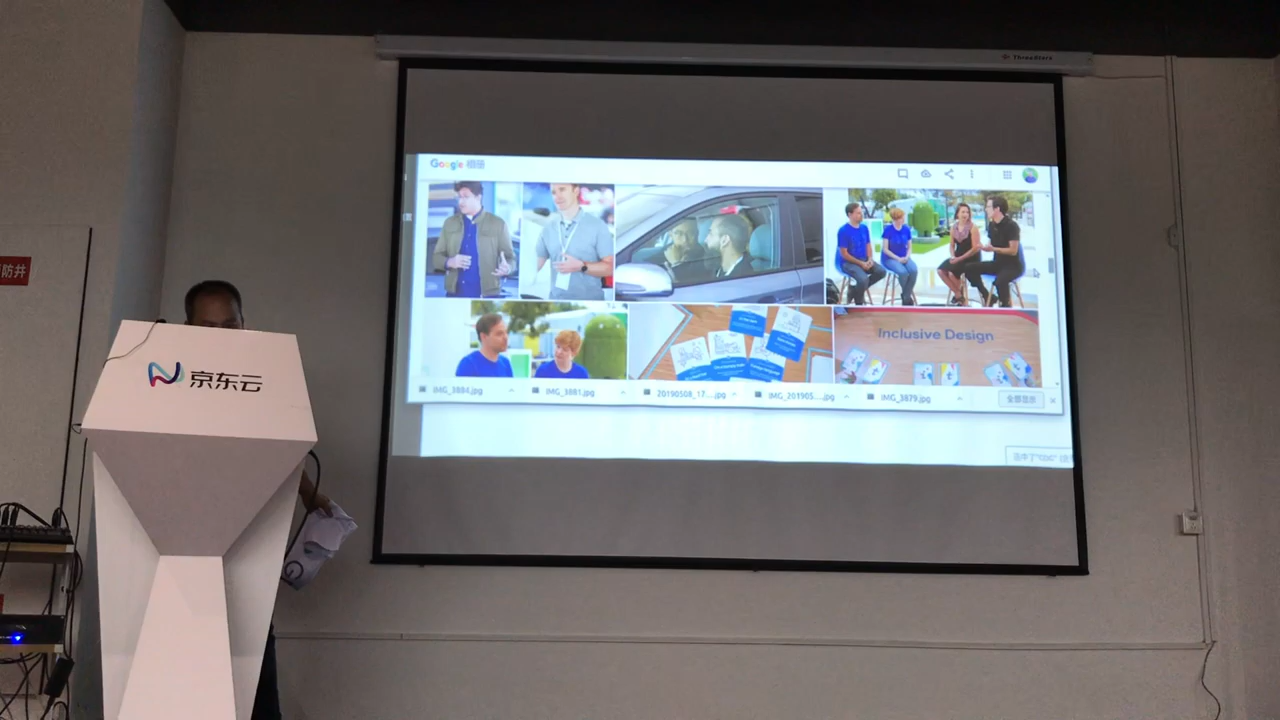 ThreeStars
Google 相册
Inclusive Design
IMG_3884.jpg
IMG_3881.jpg
20190508_17....jpg
IMG_201905....jpg
IMG_3879.jpg
全部显示
防井
京东云